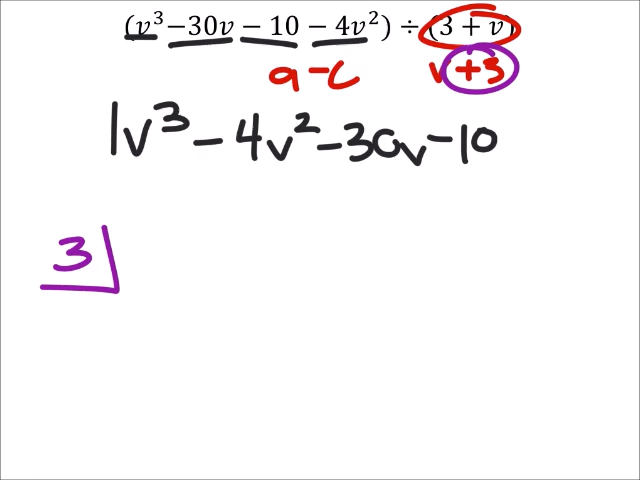 (v³−30v − 10 − 4v²) ÷ (3 + v)
a-c v+3
1v³ - 4v² - 30v - 10
3